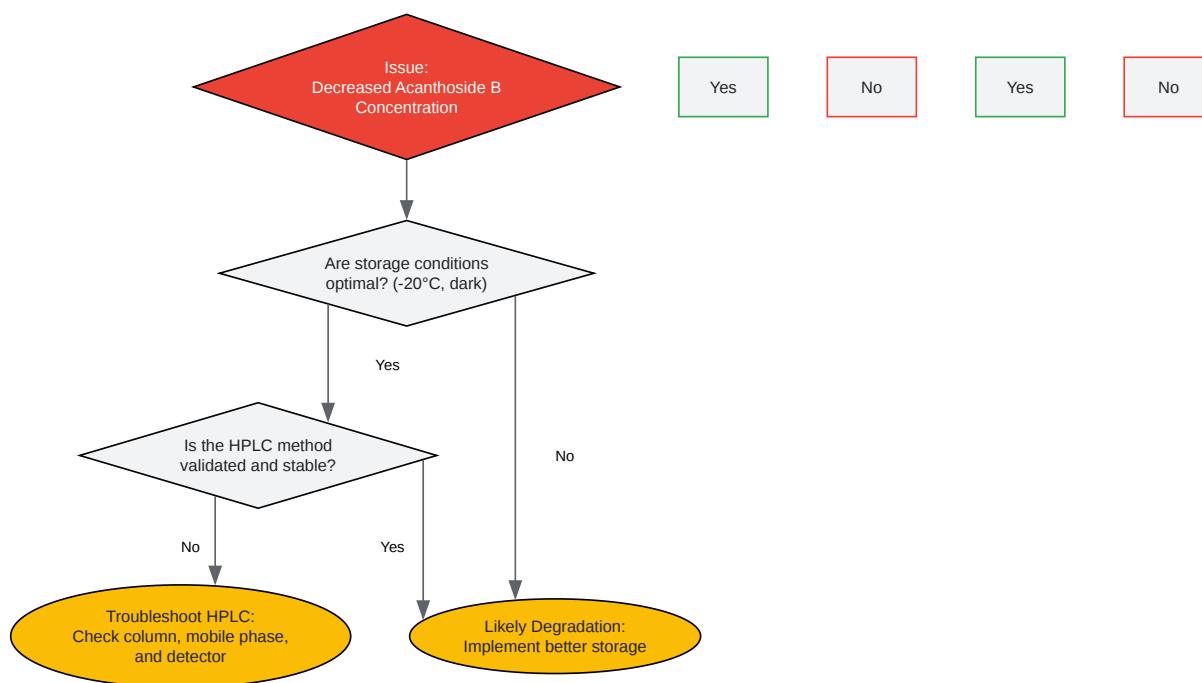 Issue:
Decreased Acanthoside B
Concentration
Yes
No
Yes
No
Are storage conditions
optimal? (-20°C, dark)
Yes
Is the HPLC method
validated and stable?
No
No
Yes
Troubleshoot HPLC:
Check column, mobile phase,
and detector
Likely Degradation:
Implement better storage